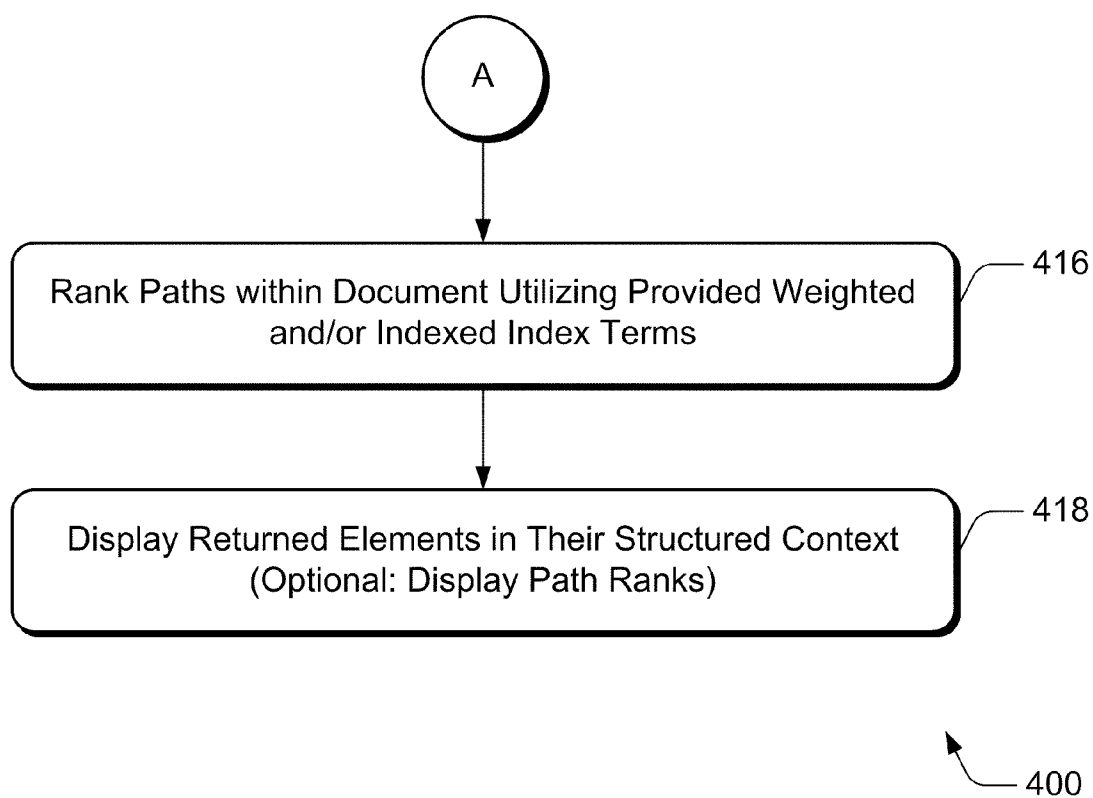 A
Rank Paths within Document Utilizing Provided Weighted
and/or Indexed Index Terms
416
Display Returned Elements in Their Structured Context
(Optional: Display Path Ranks)
418
400